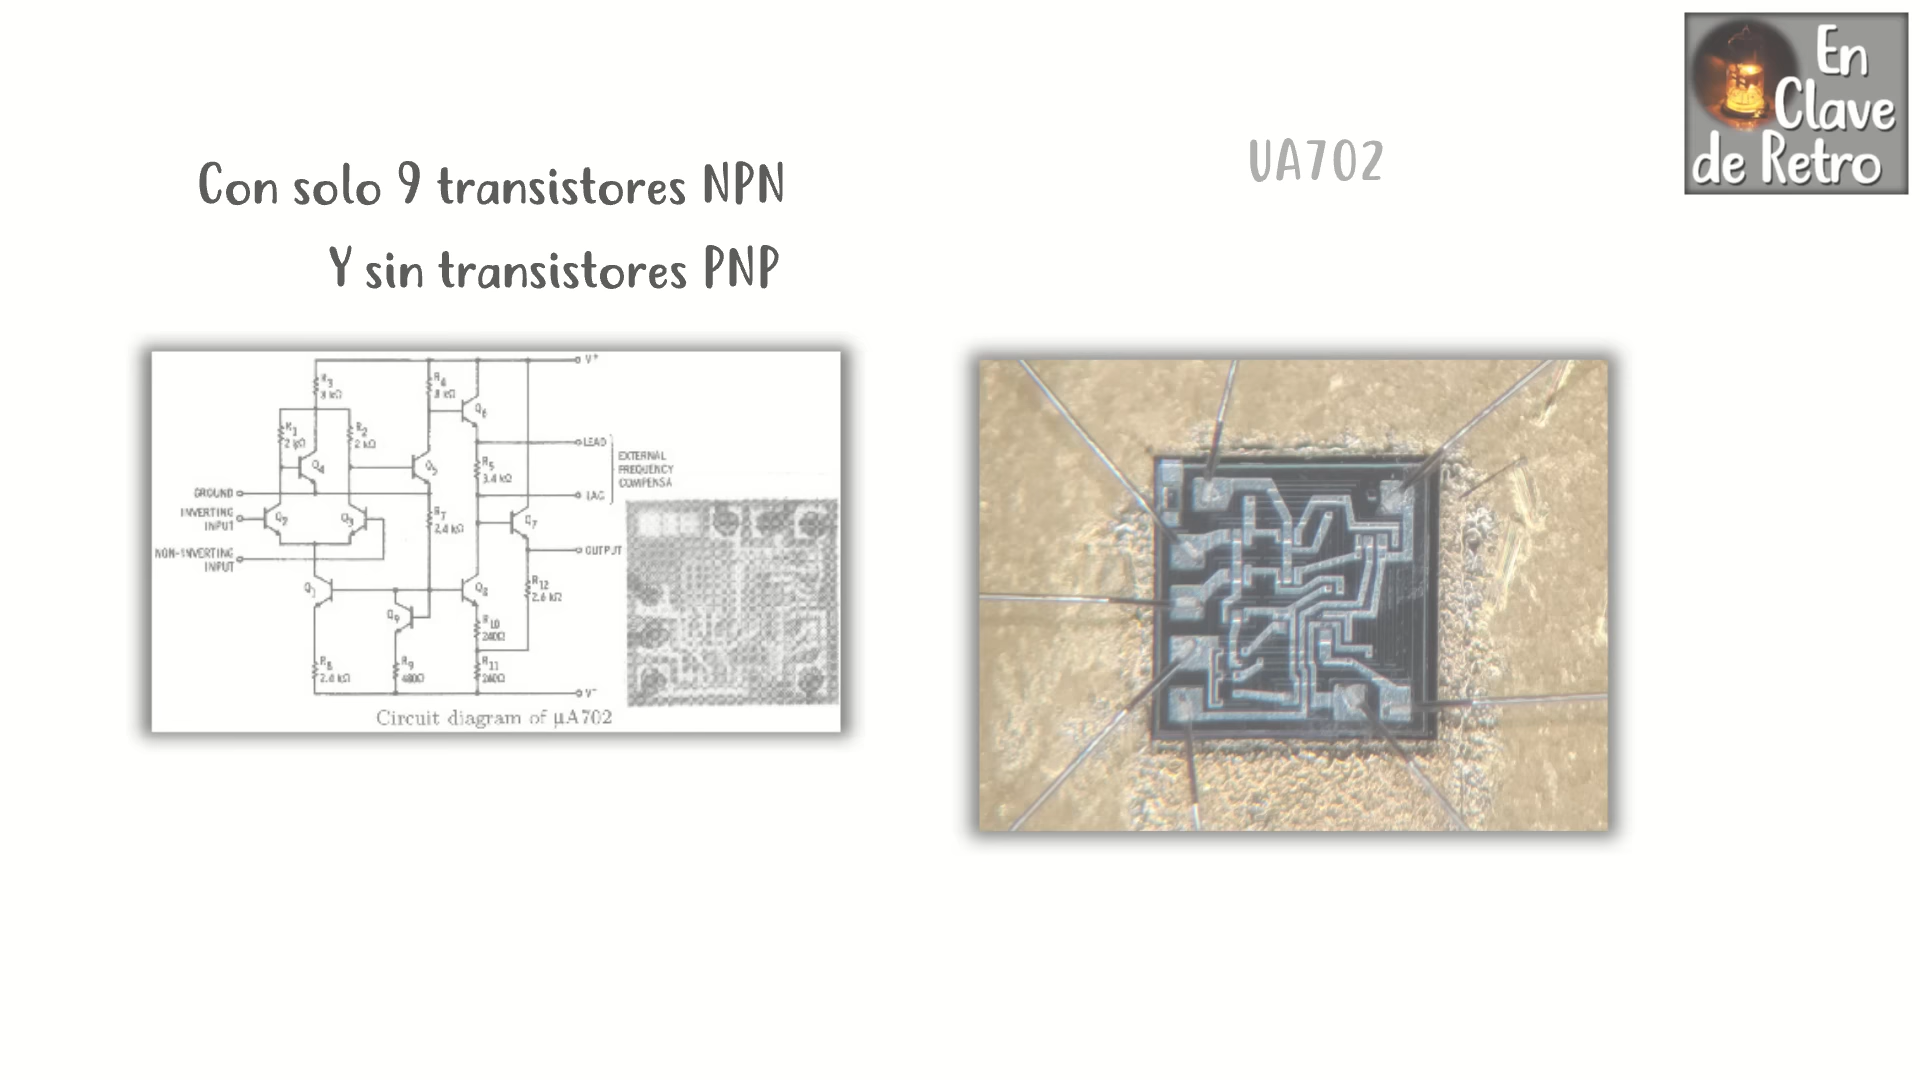 En
Clave
de Retro
UA702
Con solo 9 transistores NPN
Y sin transistores PNP
V+
R3
8 kΩ
R4
8 kΩ
Q6
R1
2 kΩ
R2
2 kΩ
LEAD
Q4
Q5
R5
3.4 kΩ
EXTERNAL
FREQUENCY
COMPENSA
GROUND
LAG
INVERTING
INPUT
Q2
Q3
R7
2.4 kΩ
Q7
NON-INVERTING
INPUT
OUTPUT
Q1
Q8
R12
2.6 kΩ
Q9
R10
240Ω
R8
2.4 kΩ
R9
480Ω
R11
240Ω
V-
Circuit diagram of µA702